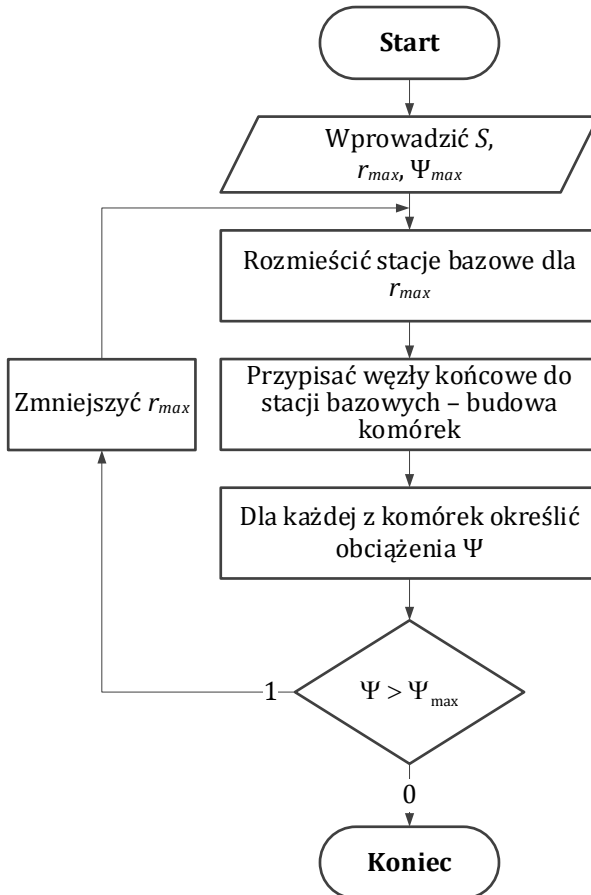 Start
Wprowadzić S,
r_max, Ψ_max
Rozmieścić stacje bazowe dla
r_max
Przypisać węzły końcowe do
stacji bazowych – budowa
komórek
Zmniejszyć r_max
Dla każdej z komórek określić
obciążenia Ψ
Ψ > Ψ_max
1
0
Koniec